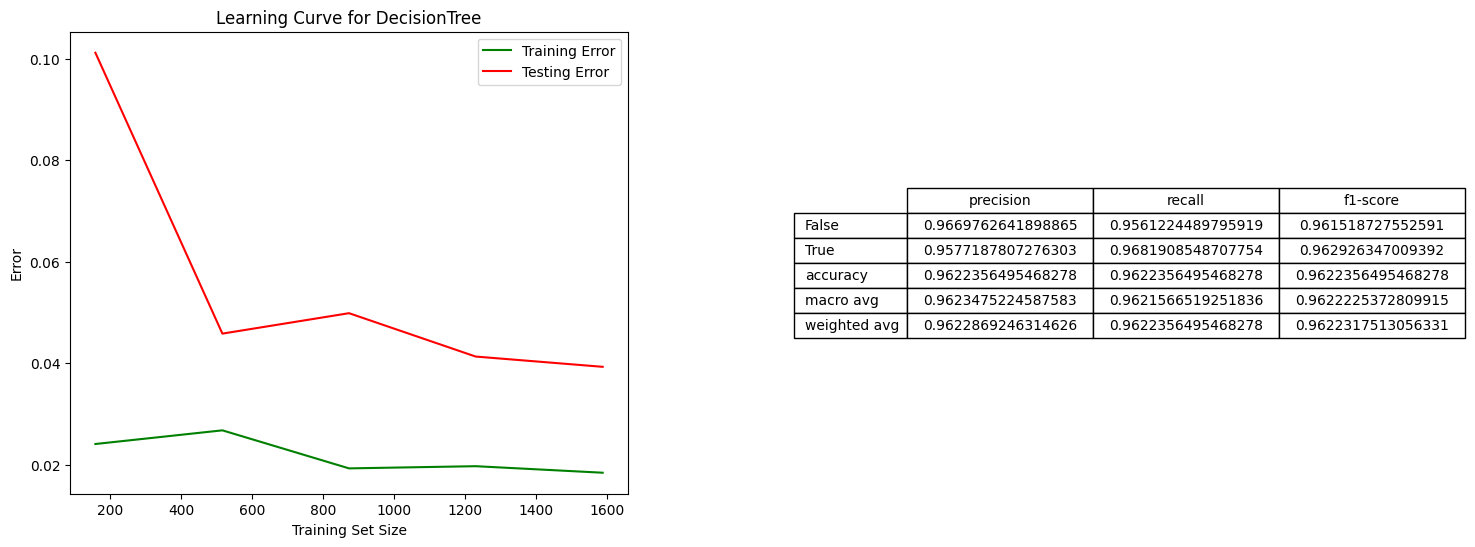 Learning Curve for DecisionTree
Training Error
Testing Error
0.10
0.08
0.06
0.04
0.02
Error
200 400 600 800 1000 1200 1400 1600
Training Set Size
precision recall f1-score
False 0.9669762641898865 0.9561224489795919 0.961518727552591
True 0.9577187807276303 0.9681908548707754 0.962926347009392
accuracy 0.9622356495468278 0.9622356495468278 0.9622356495468278
macro avg 0.9623475224587583 0.9621566519251836 0.9622225372809915
weighted avg 0.9622869246314626 0.9622356495468278 0.9622317513056331